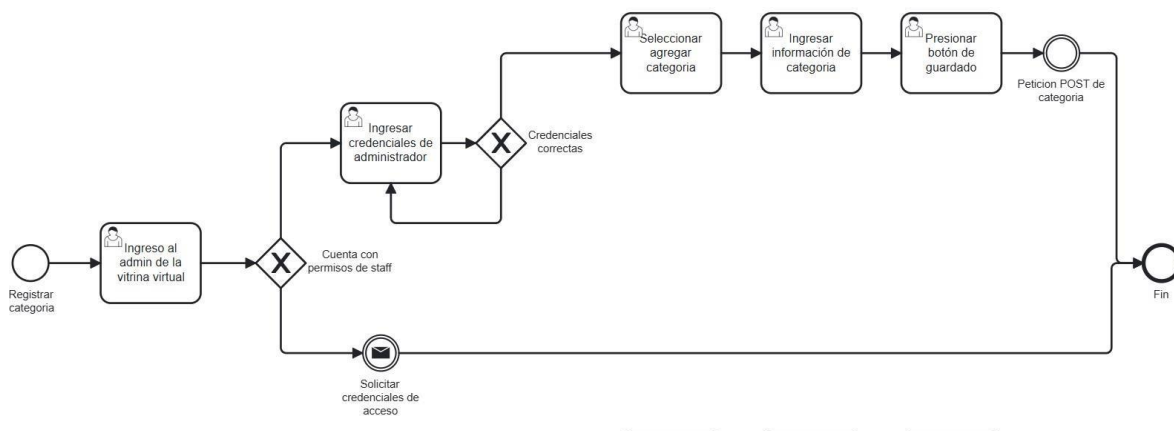 Seleccionar
agregar
categoria
Ingresar
información de
categoria
Presionar
botón de
guardado
Peticion POST de
categoria
Ingresar
credenciales de
administrador
Credenciales
correctas
Ingreso al
admin de la
vitrina virtual
Cuenta con
permisos de staff
Registrar
categoria
Fin
Solicitar
credenciales de
acceso